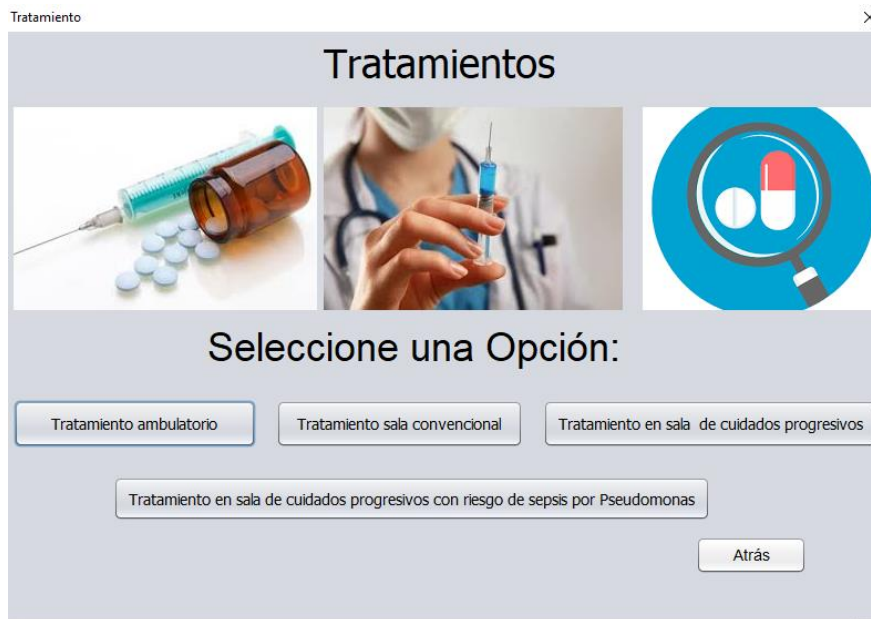 Tratamiento
Tratamientos
Seleccione una Opción:
Tratamiento ambulatorio
Tratamiento sala convencional
Tratamiento en sala de cuidados progresivos
Tratamiento en sala de cuidados progresivos con riesgo de sepsis por Pseudomonas
Atrás